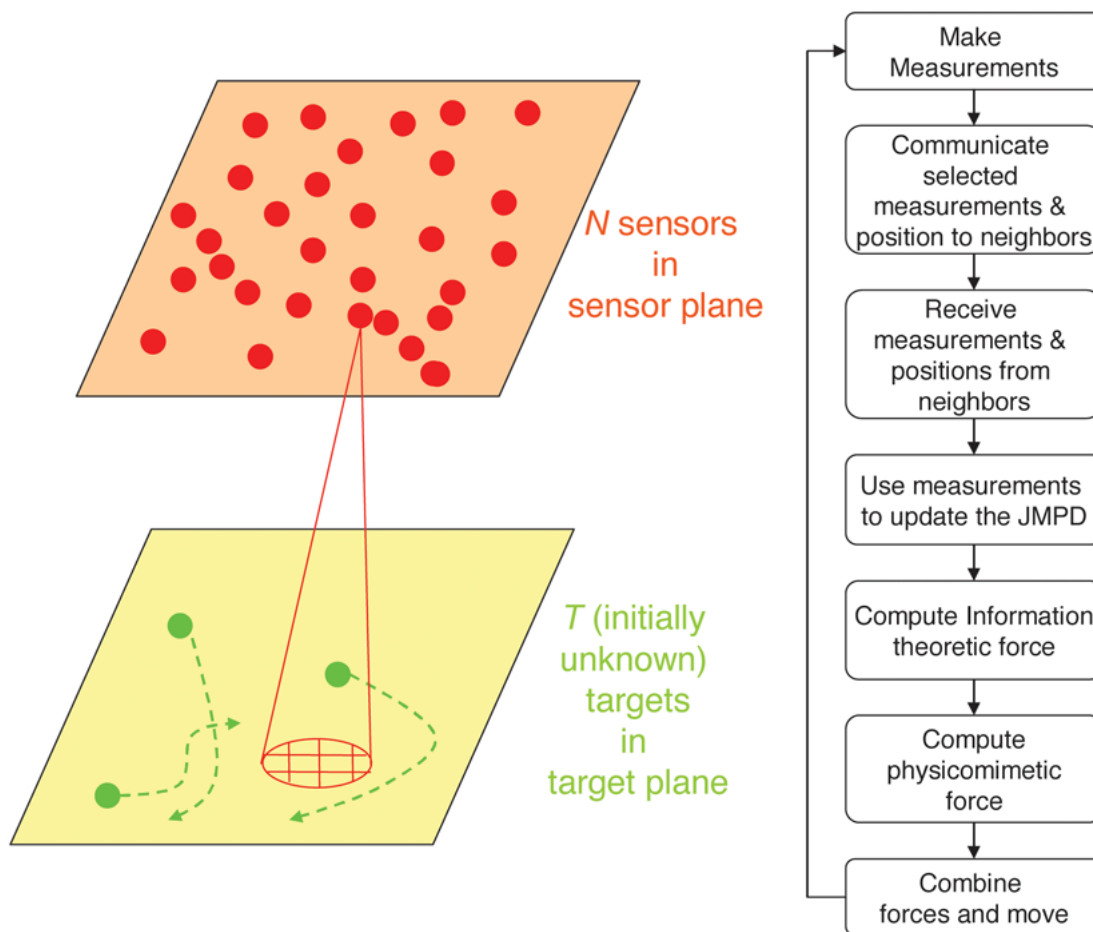 N sensors
in
sensor plane
T (initially
unknown)
targets
in
target plane
Make
Measurements
Communicate
selected
measurements &
position to neighbors
Receive
measurements &
positions from
neighbors
Use measurements
to update the JMPD
Compute Information
theoretic force
Compute
physicomimetic
force
Combine
forces and move